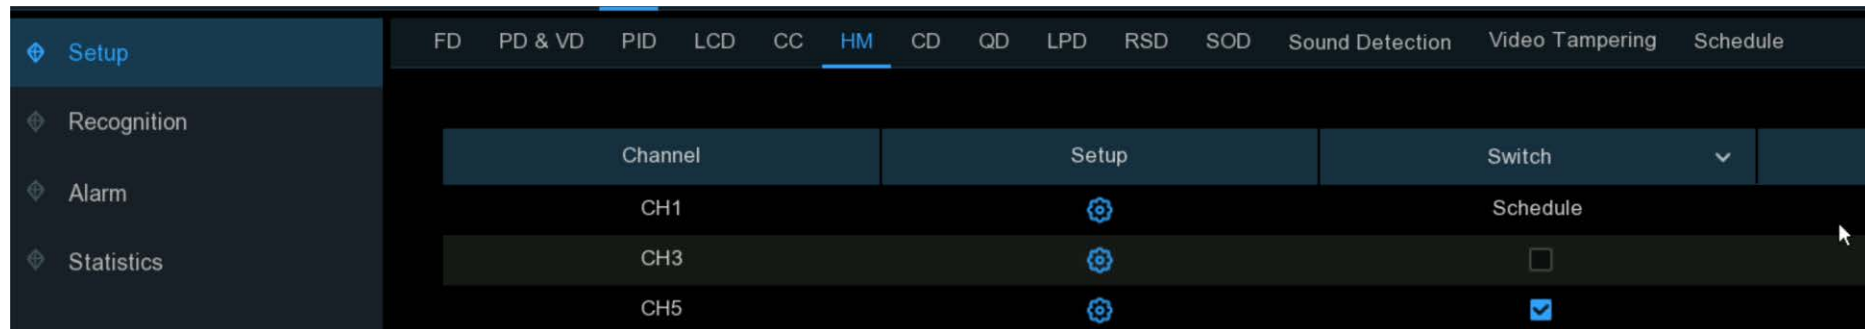 Setup
Recognition
Alarm
Statistics
FD PD & VD PID LCD CC HM CD QD LPD RSD SOD Sound Detection Video Tampering Schedule
Channel Setup Switch
CH1 Schedule
CH3
CH5